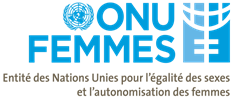 ONU
FEMMES
Entité des Nations Unies pour l'égalité des sexes
et l'autonomisation des femmes